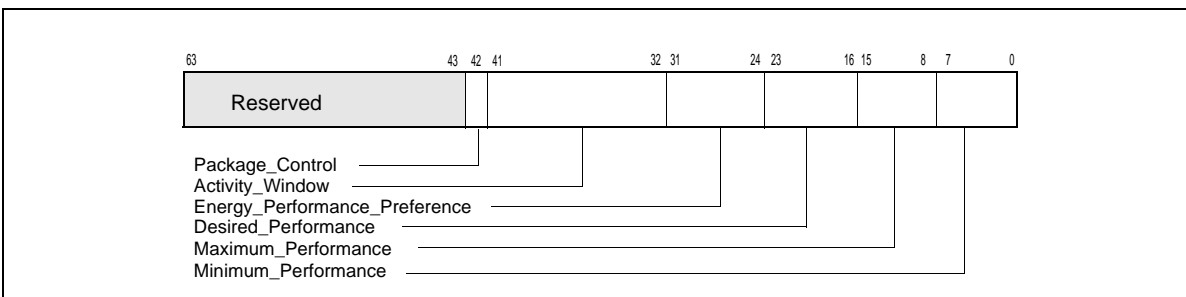 63 43 42 41 32 31 24 23 16 15 8 7 0
Reserved
Package_Control
Activity_Window
Energy_Performance_Preference
Desired_Performance
Maximum_Performance
Minimum_Performance